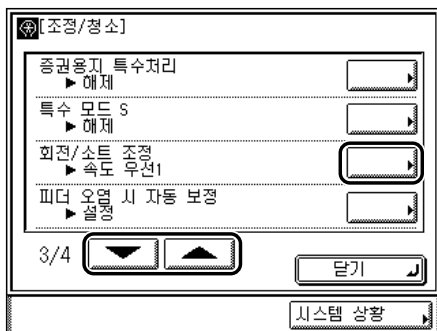 [조정/청소]
증권용지 특수처리
▶ 해제
특수 모드 S
▶ 해제
회전/소트 조정
▶ 속도 우선1
피더 오염 시 자동 보정
▶ 설정
3/4
닫기
시스템 상황